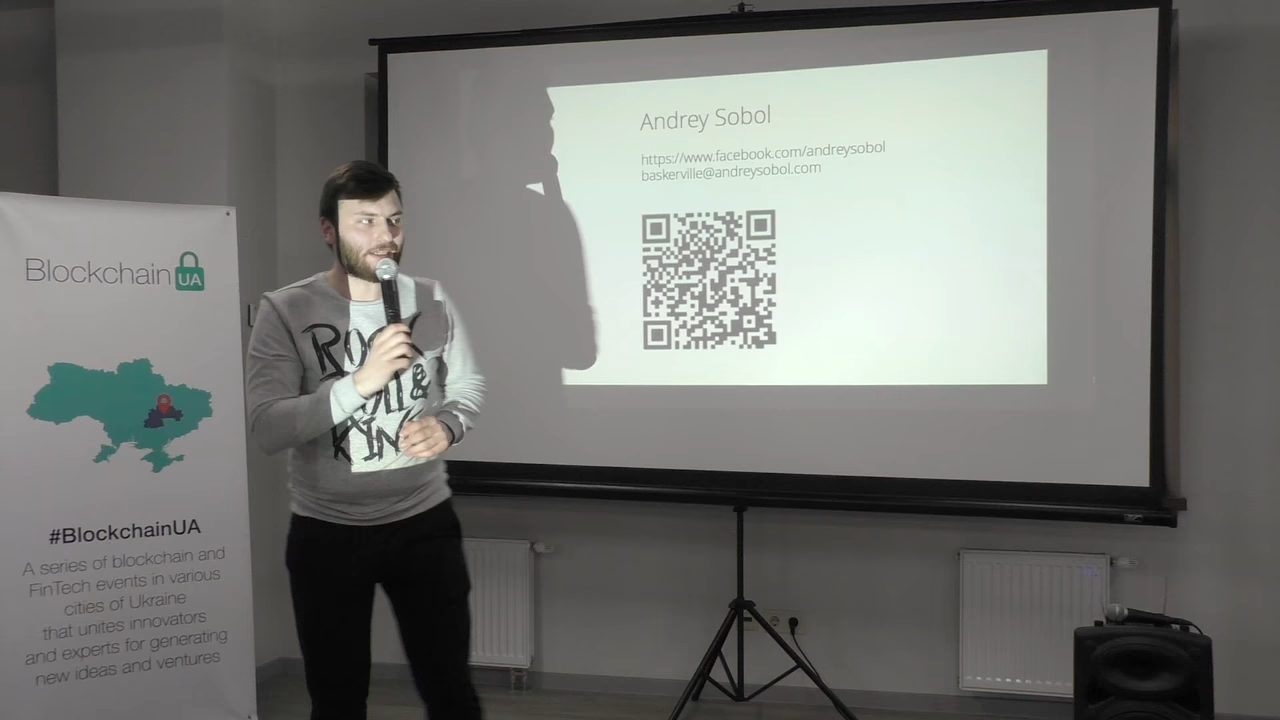 Blockchain UA
#BlockchainUA
A series of blockchain and
FinTech events in various
cities of Ukraine
that unites innovators
and experts for generating
new ideas and ventures
Andrey Sobol
https://www.facebook.com/andreysobol
baskerville@andreysobol.com